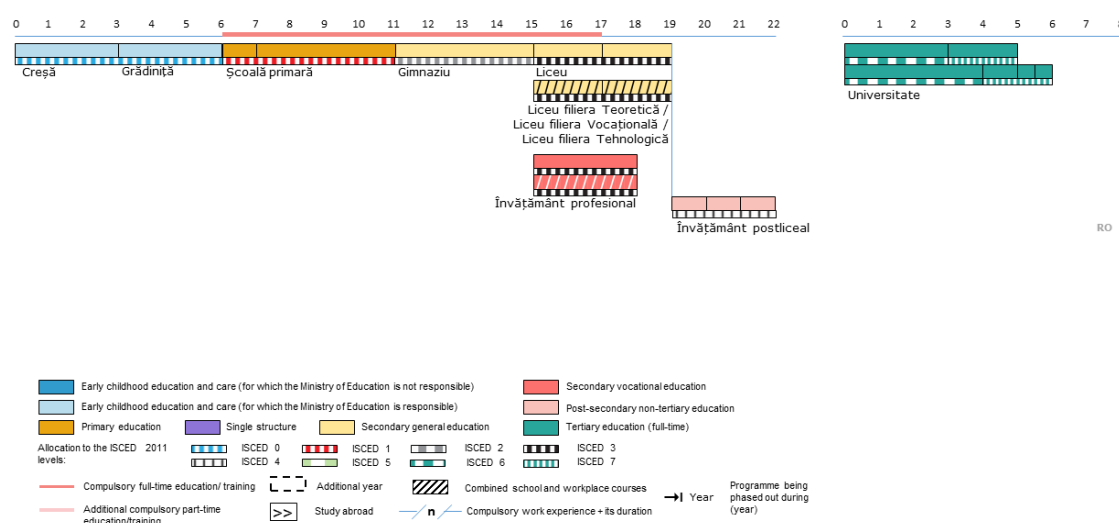 0 1 2 3 4 5 6 7 8 9 10 11 12 13 14 15 16 17 18 19 20 21 22
0 1 2 3 4 5 6 7 8
Creșă Grădiniță Școală primară Gimnaziu Liceu
Liceu filiera Teoretică /
Liceu filiera Vocațională /
Liceu filiera Tehnologică
Învățământ profesional
Învățământ postliceal
Universitate
RO
Early childhood education and care (for which the Ministry of Education is not responsible) Secondary vocational education
Early childhood education and care (for which the Ministry of Education is responsible) Post-secondary non-tertiary education
Primary education Single structure Secondary general education Tertiary education (full-time)
Allocation to the ISCED 2011
levels:
ISCED 0 ISCED 1 ISCED 2 ISCED 3
ISCED 4 ISCED 5 ISCED 6 ISCED 7
Compulsory full-time education/ training Additional year Combined school and workplace courses
Year Programme being
phased out during
(year)
Additional compulsory part-time
education/training
>> Study abroad n Compulsory work experience + its duration